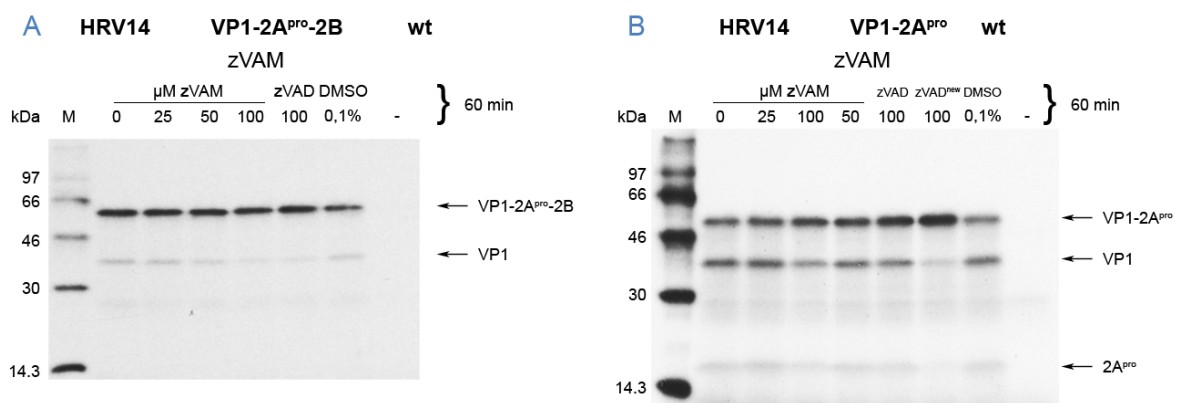 A HRV14 VP1-2Apro-2B wt
zVAM
µM zVAM zVAD DMSO } 60 min
kDa M 0 25 50 100 100 0,1% -
97
66
VP1-2Apro-2B
46
VP1
30
14.3
B HRV14 VP1-2Apro wt
zVAM
µM zVAM zVAD zVADnew DMSO } 60 min
kDa M 0 25 100 50 100 100 0,1% -
97
66
VP1-2Apro
46
VP1
30
2Apro
14.3